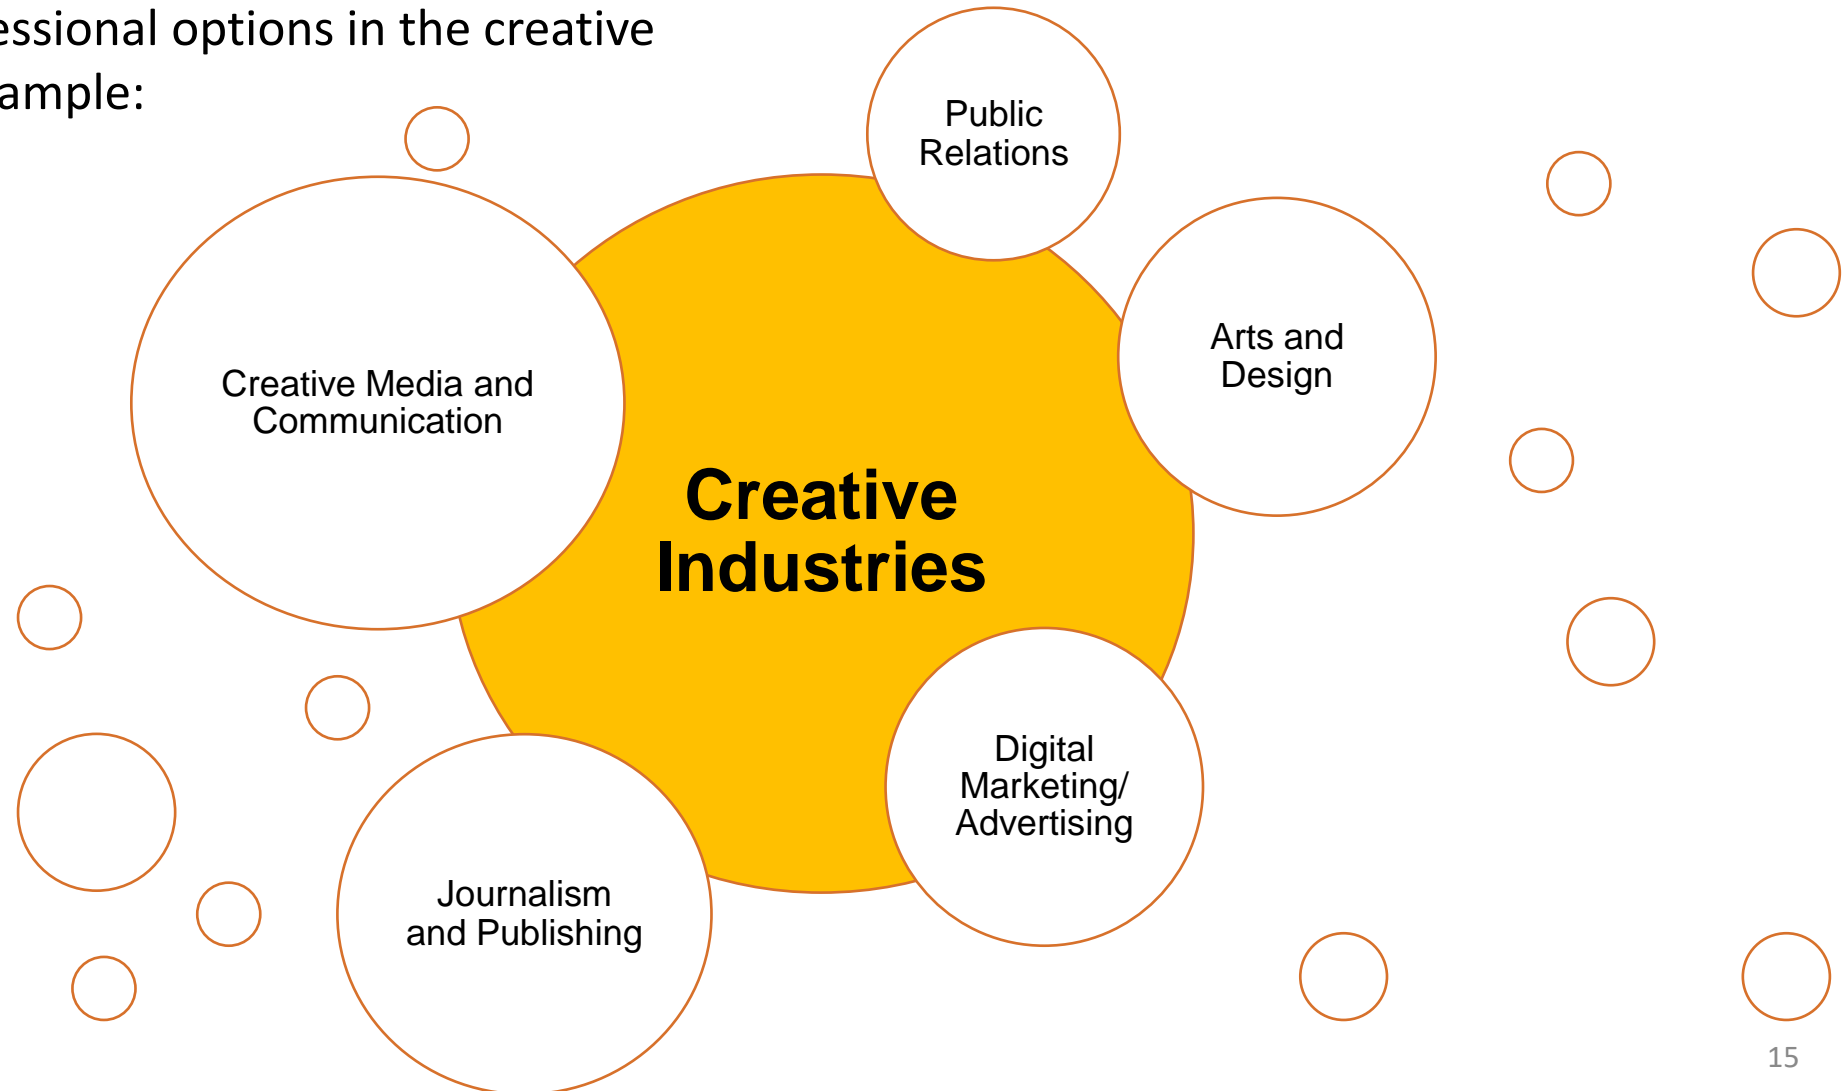 essional options in the creative
ample:
Public
Relations
Arts and
Design
Creative Media and
Communication
Creative
Industries
Digital
Marketing/
Advertising
Journalism
and Publishing
15